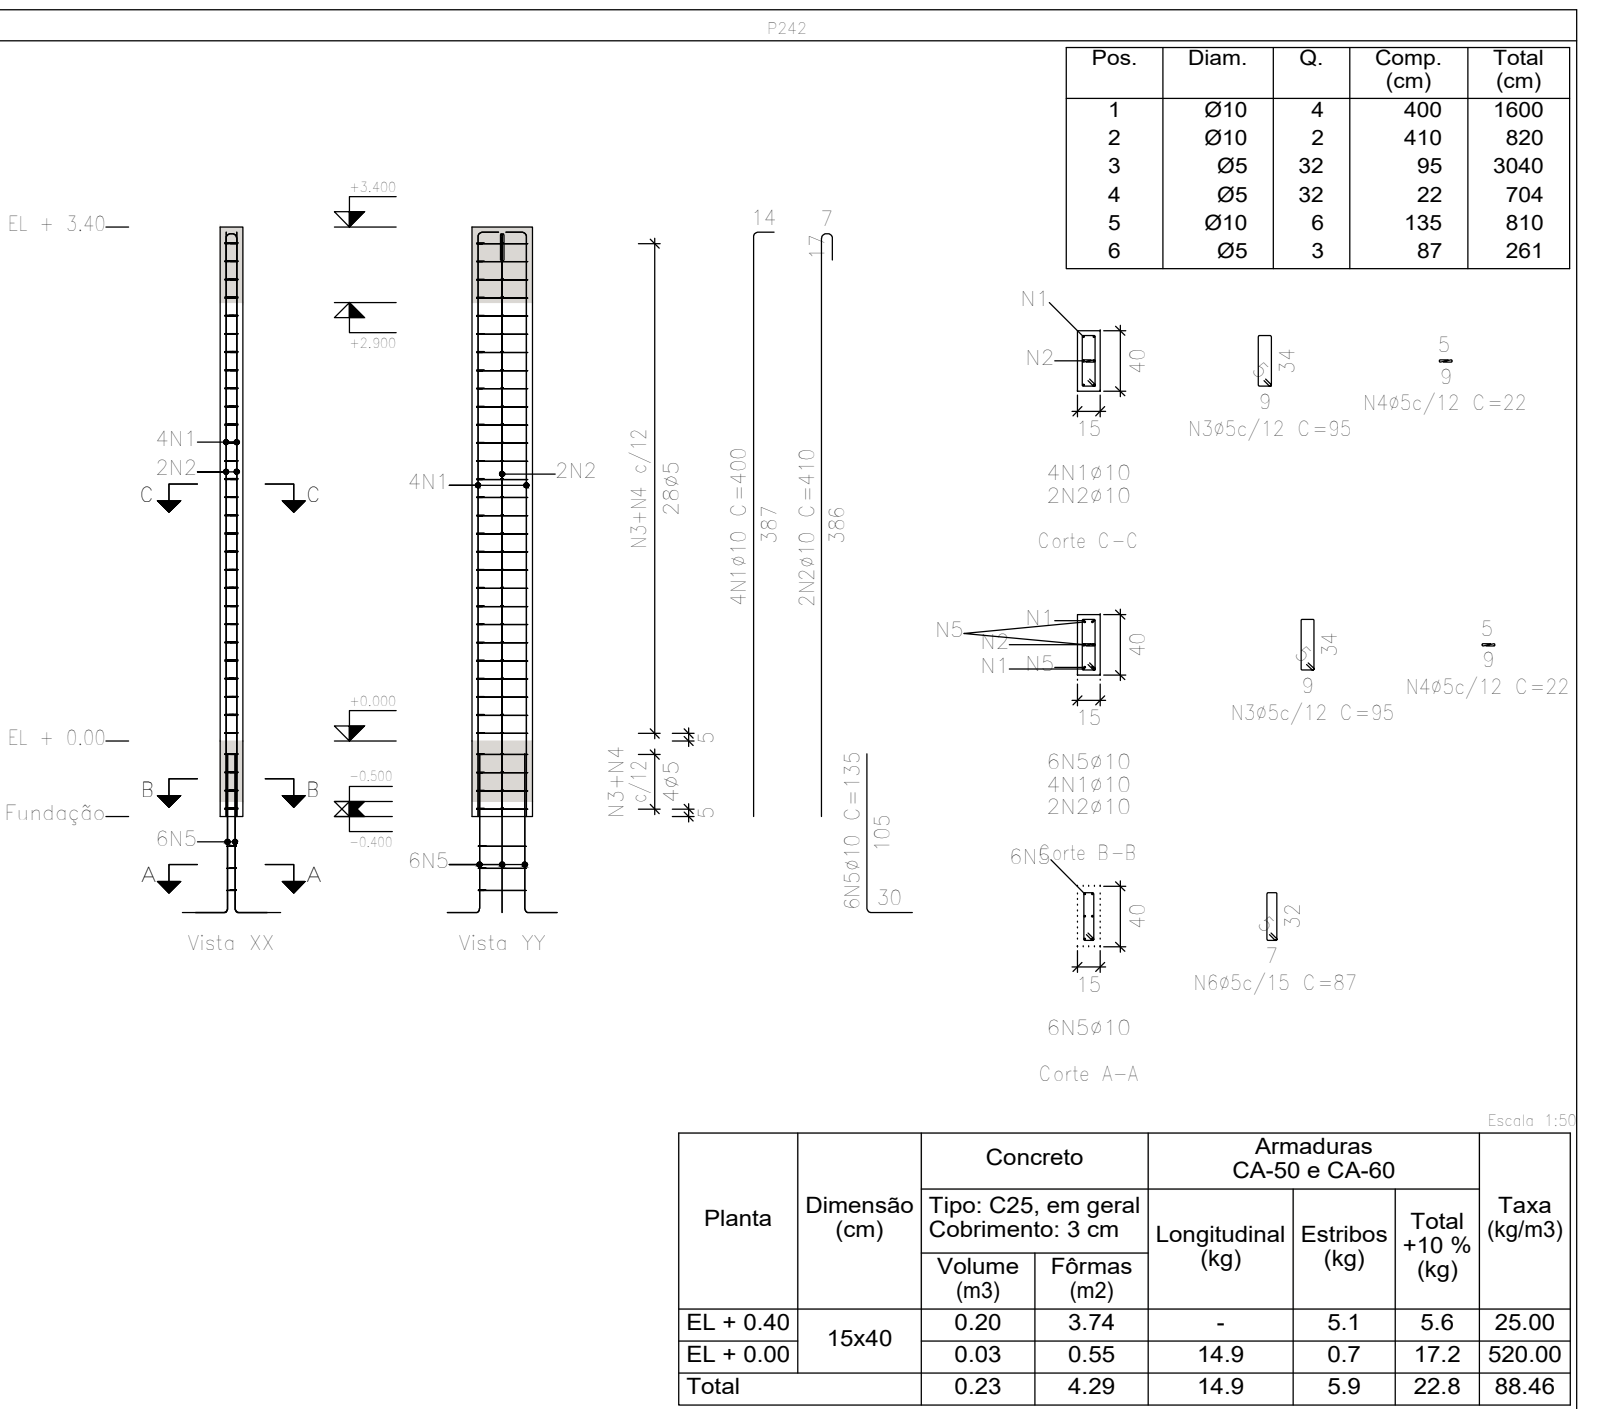 P242
Pos. Diam. Q. Comp. (cm) Total (cm)
1 Ø10 4 400 1600
2 Ø10 2 410 820
3 Ø5 32 95 3040
4 Ø5 32 22 704
5 Ø10 6 135 810
6 Ø5 3 87 261
EL + 3.40
+3.400
+2.900
4N1
2N2
C C
EL + 0.00
+0.000
-0.500
-0.400
B B
Fundação
6N5
A A
Vista XX
4N1
2N2
6N5
Vista YY
N3+N4 c/12
28ø5
5
N3+N4
c/12
4ø5
5
14
4N1ø10 C=400
387
7
17
2N2ø10 C=410
386
6N5ø10 C=135
105
30
N1
N2
40
15
34
9
N3ø5c/12 C=95
5
9
N4ø5c/12 C=22
4N1ø10
2N2ø10
Corte C-C
N1
N5
N2
N1
N5
40
15
34
9
N3ø5c/12 C=95
5
9
N4ø5c/12 C=22
6N5ø10
4N1ø10
2N2ø10
Corte B-B
6N5
40
15
32
7
N6ø5c/15 C=87
6N5ø10
Corte A-A
Escala 1:50
Planta
Dimensão (cm)
Concreto
Tipo: C25, em geral
Cobrimento: 3 cm
Volume (m3)
Fôrmas (m2)
Armaduras
CA-50 e CA-60
Longitudinal (kg)
Estribos (kg)
Total +10 % (kg)
Taxa (kg/m3)
EL + 0.40 15x40 0.20 3.74 - 5.1 5.6 25.00
EL + 0.00 0.03 0.55 14.9 0.7 17.2 520.00
Total 0.23 4.29 14.9 5.9 22.8 88.46